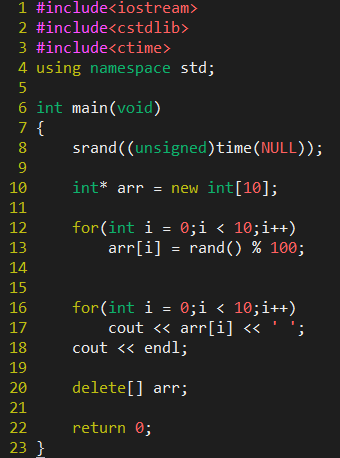 1 #include<iostream>
2 #include<cstdlib>
3 #include<ctime>
4 using namespace std;
5
6 int main(void)
7 {
8     srand((unsigned)time(NULL));
9
10     int* arr = new int[10];
11
12     for(int i = 0;i < 10;i++)
13         arr[i] = rand() % 100;
14
15
16     for(int i = 0;i < 10;i++)
17         cout << arr[i] << ' ';
18     cout << endl;
19
20     delete[] arr;
21
22     return 0;
23 }